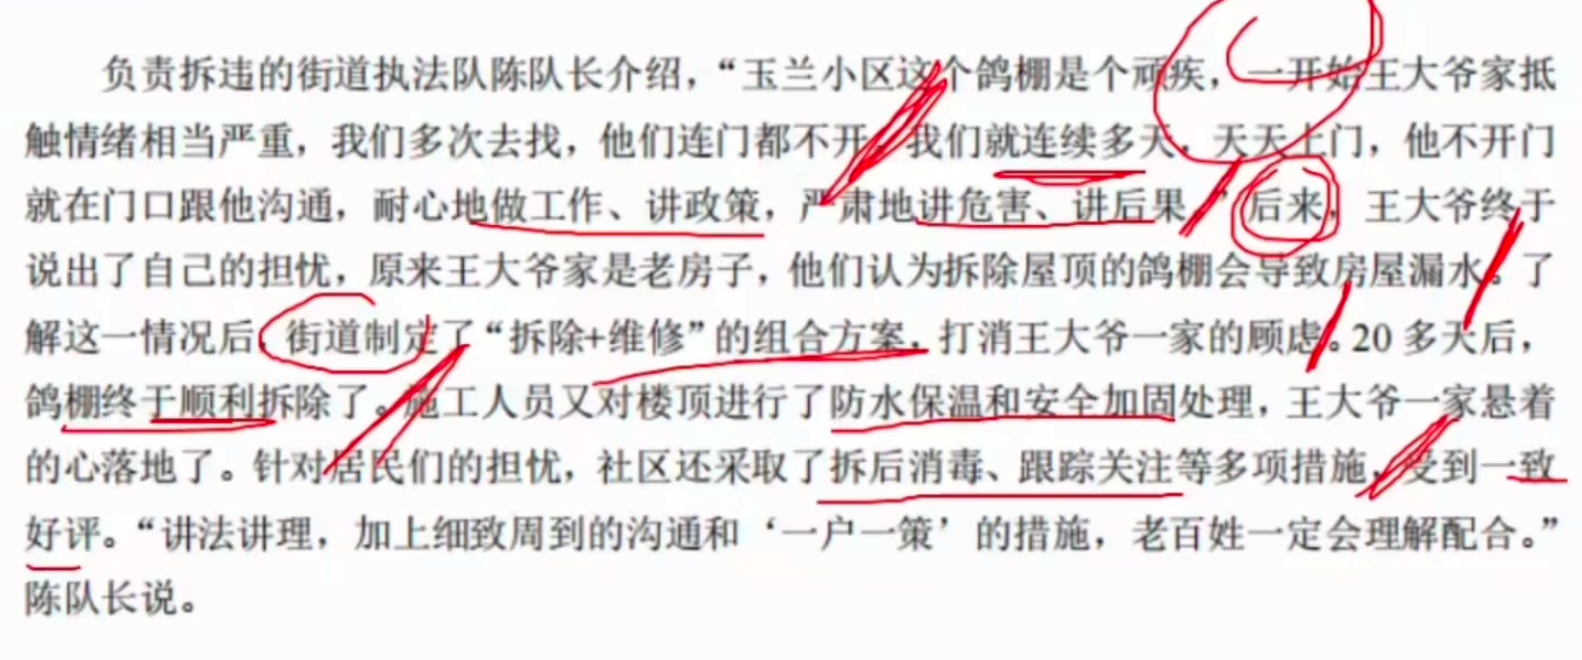 负责拆违的街道执法队陈队长介绍，“玉兰小区这个鸽棚是个顽疾，一开始王大爷家抵
触情绪相当严重，我们多次去找，他们连门都不开，我们就连续多天，天天上门，他不开门
就在门口跟他沟通，耐心地做工作、讲政策，严肃地讲危害、讲后果。”后来，王大爷终于
说出了自己的担忧，原来王大爷家是老房子，他们认为拆除屋顶的鸽棚会导致房屋漏水。了
解这一情况后，街道制定了“拆除+维修”的组合方案，打消王大爷一家的顾虑。20 多天后，
鸽棚终于顺利拆除了。施工人员又对楼顶进行了防水保温和安全加固处理，王大爷一家悬着
的心落地了。针对居民们的担忧，社区还采取了拆后消毒、跟踪关注等多项措施，受到一致
好评。“讲法讲理，加上细致周到的沟通和‘一户一策’的措施，老百姓一定会理解配合。”
陈队长说。